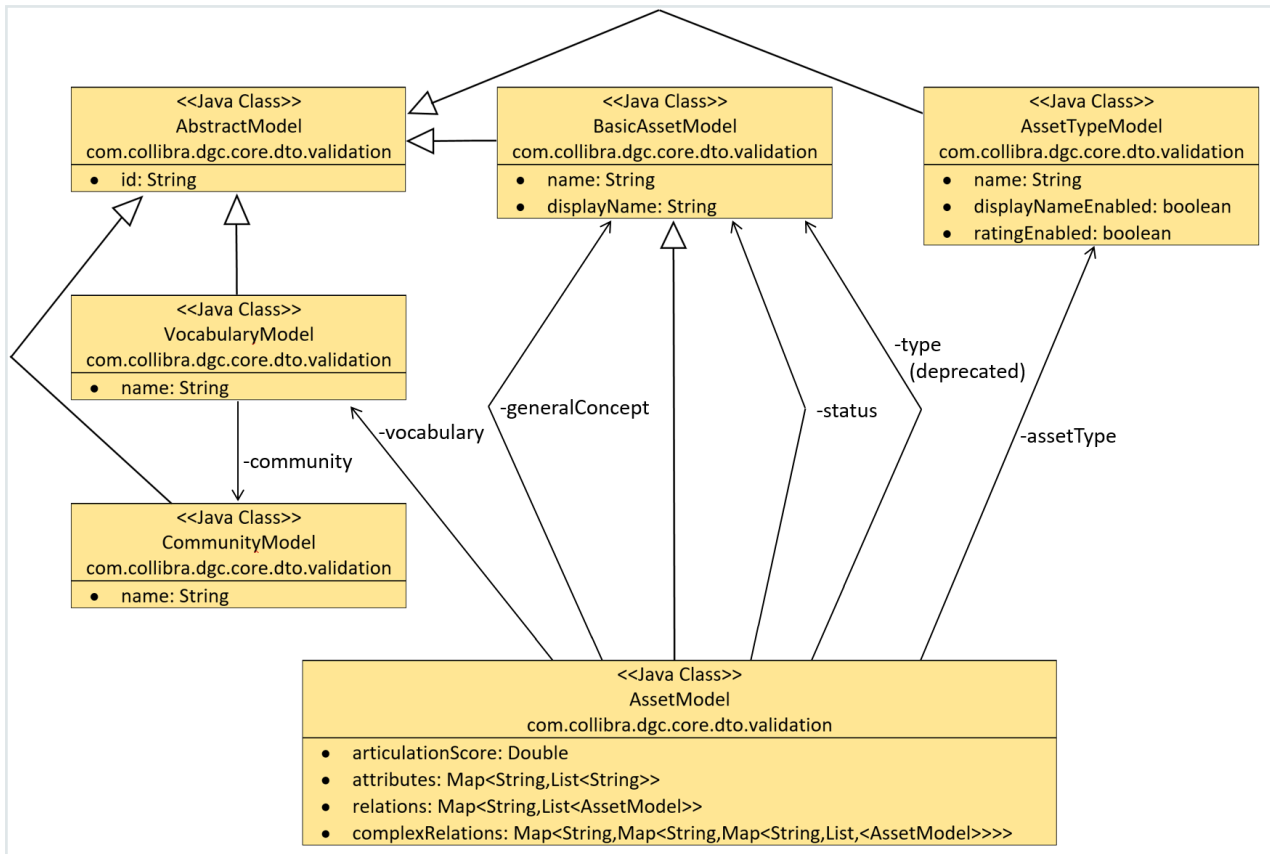 <<Java Class>>
AbstractModel
com.collibra.dgc.core.dto.validation
• id: String
<<Java Class>>
BasicAssetModel
com.collibra.dgc.core.dto.validation
• name: String
• displayName: String
<<Java Class>>
AssetTypeModel
com.collibra.dgc.core.dto.validation
• name: String
• displayNameEnabled: boolean
• ratingEnabled: boolean
<<Java Class>>
VocabularyModel
com.collibra.dgc.core.dto.validation
• name: String
-type
(deprecated)
-generalConcept
-status
-vocabulary
-assetType
-community
<<Java Class>>
CommunityModel
com.collibra.dgc.core.dto.validation
• name: String
<<Java Class>>
AssetModel
com.collibra.dgc.core.dto.validation
• articulationScore: Double
• attributes: Map<String,List<String>>
• relations: Map<String,List<AssetModel>>
• complexRelations: Map<String,Map<String,Map<String,List,<AssetModel>>>>